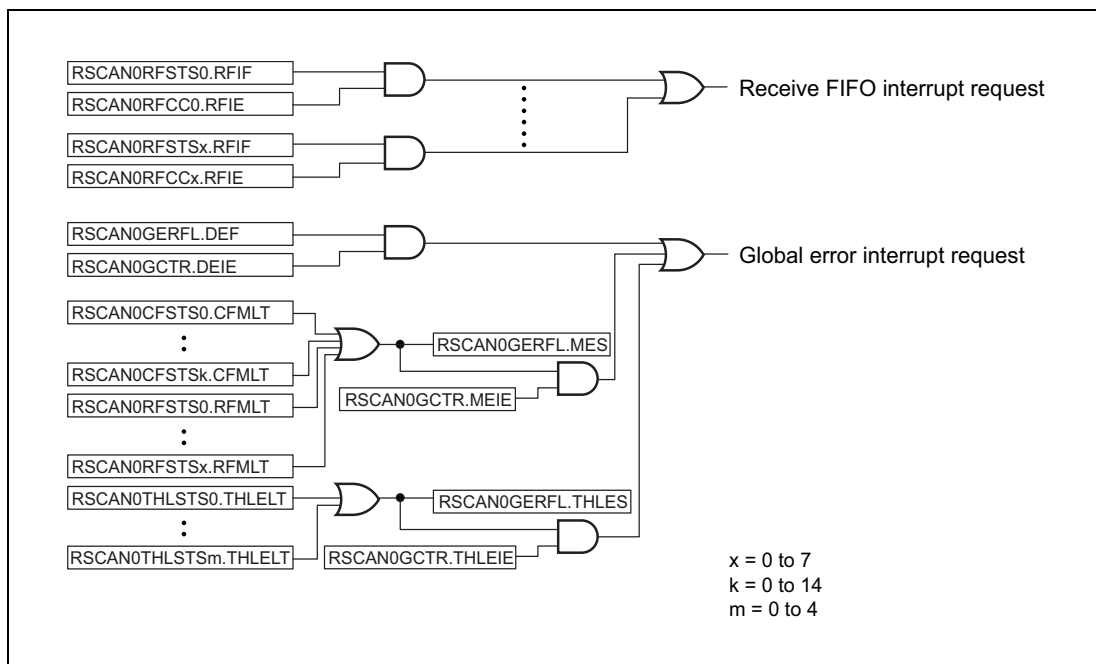 RSCAN0RFSTS0.RFIF
RSCAN0RFCC0.RFIE
Receive FIFO interrupt request
RSCAN0RFSTSx.RFIF
RSCAN0RFCCx.RFIE
RSCAN0GERFL.DEF
RSCAN0GCTR.DEIE
Global error interrupt request
RSCAN0CFSTS0.CFMLT
RSCAN0GERFL.MES
RSCAN0CFSTSk.CFMLT
RSCAN0GCTR.MEIE
RSCAN0RFSTS0.RFMLT
RSCAN0RFSTSx.RFMLT
RSCAN0THLSTS0.THLELT
RSCAN0GERFL.THLES
RSCAN0THLSTSm.THLELT
RSCAN0GCTR.THLEIE
x = 0 to 7
k = 0 to 14
m = 0 to 4